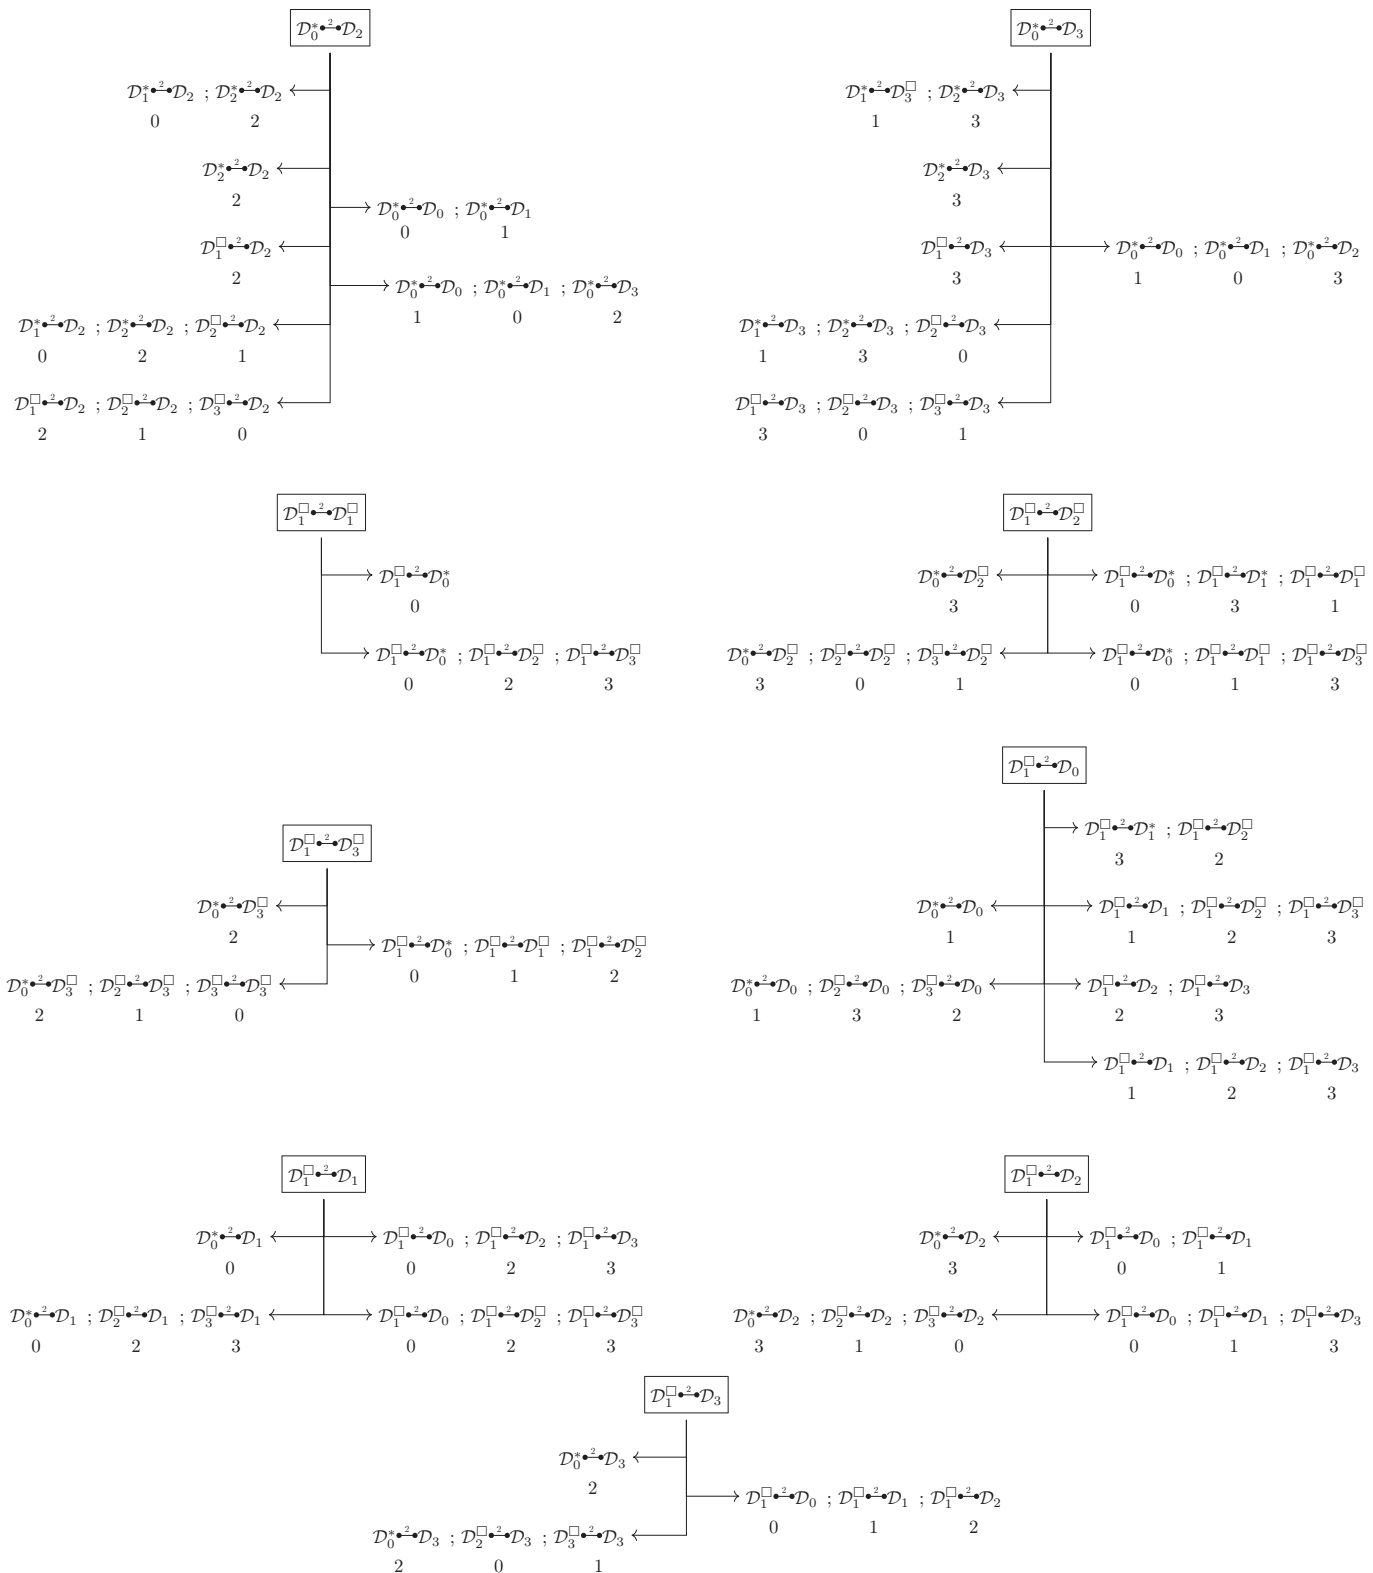 𝒟₀* •²• 𝒟₂    𝒟₀* •²• 𝒟₃
𝒟₁* •²• 𝒟₂ ; 𝒟₂* •²• 𝒟₂    𝒟₁* •²• 𝒟₃□ ; 𝒟₂* •²• 𝒟₃
0 2    1 3
𝒟₂* •²• 𝒟₂    𝒟₂* •²• 𝒟₃
2    3
𝒟₀* •²• 𝒟₀ ; 𝒟₀* •²• 𝒟₁
0 1
𝒟₁□ •²• 𝒟₂    𝒟₁□ •²• 𝒟₃    𝒟₀* •²• 𝒟₀ ; 𝒟₀* •²• 𝒟₁ ; 𝒟₀* •²• 𝒟₂
2    3    1 0 3
𝒟₀* •²• 𝒟₀ ; 𝒟₀* •²• 𝒟₁ ; 𝒟₀* •²• 𝒟₃
1 0 2
𝒟₁* •²• 𝒟₂ ; 𝒟₂* •²• 𝒟₂ ; 𝒟₂□ •²• 𝒟₂    𝒟₁* •²• 𝒟₃ ; 𝒟₂* •²• 𝒟₃ ; 𝒟₂□ •²• 𝒟₃
0 2 1    1 3 0
𝒟₁□ •²• 𝒟₂ ; 𝒟₂□ •²• 𝒟₂ ; 𝒟₃□ •²• 𝒟₂    𝒟₁□ •²• 𝒟₃ ; 𝒟₂□ •²• 𝒟₃ ; 𝒟₃□ •²• 𝒟₃
2 1 0    3 0 1
𝒟₁□ •²• 𝒟₁□    𝒟₁□ •²• 𝒟₂□
𝒟₁□ •²• 𝒟₀*    𝒟₀* •²• 𝒟₂□    𝒟₁□ •²• 𝒟₀* ; 𝒟₁□ •²• 𝒟₁* ; 𝒟₁□ •²• 𝒟₁□
0    3    0 3 1
𝒟₁□ •²• 𝒟₀* ; 𝒟₁□ •²• 𝒟₂□ ; 𝒟₁□ •²• 𝒟₃□    𝒟₀* •²• 𝒟₂□ ; 𝒟₂□ •²• 𝒟₂□ ; 𝒟₃□ •²• 𝒟₂□    𝒟₁□ •²• 𝒟₀* ; 𝒟₁□ •²• 𝒟₁□ ; 𝒟₁□ •²• 𝒟₃□
0 2 3    3 0 1    0 1 3
𝒟₁□ •²• 𝒟₀
𝒟₁□ •²• 𝒟₃□    𝒟₁□ •²• 𝒟₁* ; 𝒟₁□ •²• 𝒟₂□
3 2
𝒟₀* •²• 𝒟₃□    𝒟₀* •²• 𝒟₀    𝒟₁□ •²• 𝒟₁ ; 𝒟₁□ •²• 𝒟₂□ ; 𝒟₁□ •²• 𝒟₃□
2    1    1 2 3
𝒟₁□ •²• 𝒟₀* ; 𝒟₁□ •²• 𝒟₁□ ; 𝒟₁□ •²• 𝒟₂□
0 1 2
𝒟₀* •²• 𝒟₃□ ; 𝒟₂□ •²• 𝒟₃□ ; 𝒟₃□ •²• 𝒟₃□    𝒟₀* •²• 𝒟₀ ; 𝒟₂□ •²• 𝒟₀ ; 𝒟₃□ •²• 𝒟₀    𝒟₁□ •²• 𝒟₂ ; 𝒟₁□ •²• 𝒟₃
2 1 0    1 3 2    2 3
𝒟₁□ •²• 𝒟₁ ; 𝒟₁□ •²• 𝒟₂ ; 𝒟₁□ •²• 𝒟₃
1 2 3
𝒟₁□ •²• 𝒟₁    𝒟₁□ •²• 𝒟₂
𝒟₀* •²• 𝒟₁    𝒟₁□ •²• 𝒟₀ ; 𝒟₁□ •²• 𝒟₂ ; 𝒟₁□ •²• 𝒟₃    𝒟₀* •²• 𝒟₂    𝒟₁□ •²• 𝒟₀ ; 𝒟₁□ •²• 𝒟₁
0    0 2 3    3    0 1
𝒟₀* •²• 𝒟₁ ; 𝒟₂□ •²• 𝒟₁ ; 𝒟₃□ •²• 𝒟₁    𝒟₁□ •²• 𝒟₀ ; 𝒟₁□ •²• 𝒟₂□ ; 𝒟₁□ •²• 𝒟₃□    𝒟₀* •²• 𝒟₂ ; 𝒟₂□ •²• 𝒟₂ ; 𝒟₃□ •²• 𝒟₂    𝒟₁□ •²• 𝒟₀ ; 𝒟₁□ •²• 𝒟₁ ; 𝒟₁□ •²• 𝒟₃
0 2 3    0 2 3    3 1 0    0 1 3
𝒟₁□ •²• 𝒟₃
𝒟₀* •²• 𝒟₃
2
𝒟₁□ •²• 𝒟₀ ; 𝒟₁□ •²• 𝒟₁ ; 𝒟₁□ •²• 𝒟₂
0 1 2
𝒟₀* •²• 𝒟₃ ; 𝒟₂□ •²• 𝒟₃ ; 𝒟₃□ •²• 𝒟₃
2 0 1